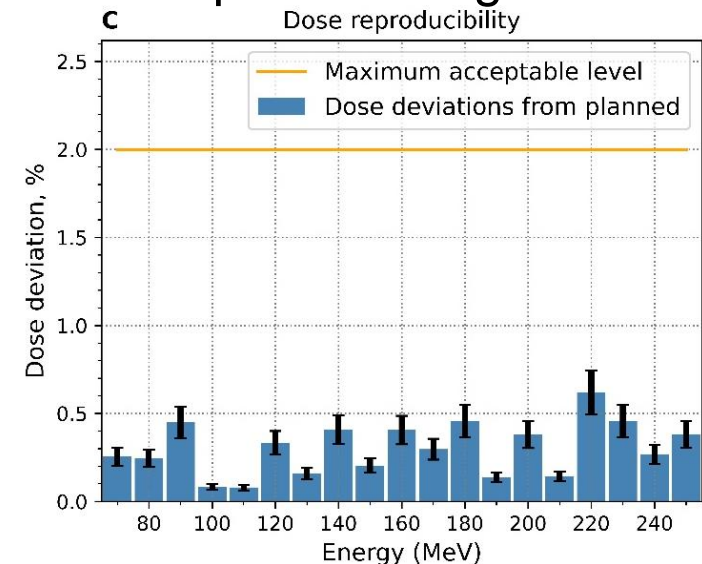 C
Dose reproducibility
Maximum acceptable level
Dose deviations from planned
Dose deviation, %
2.5
2.0
1.5
1.0
0.5
0.0
80 100 120 140 160 180 200 220 240
Energy (MeV)